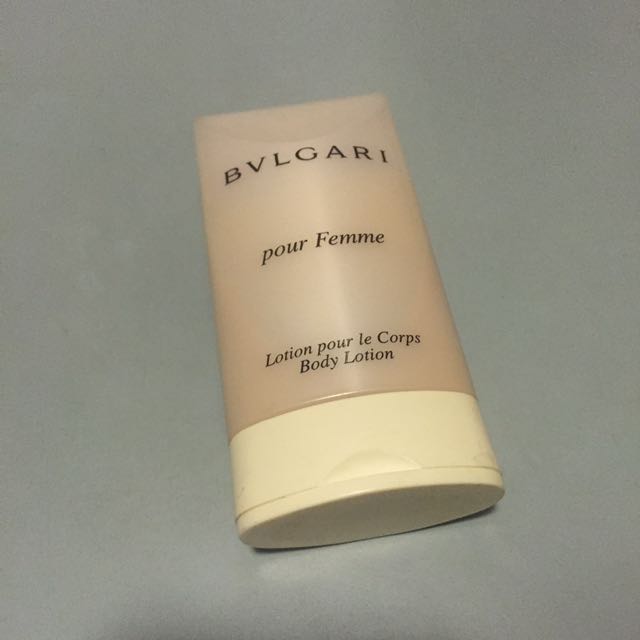 BVLGARI
pour Femme
Lotion pour le Corps
Body Lotion